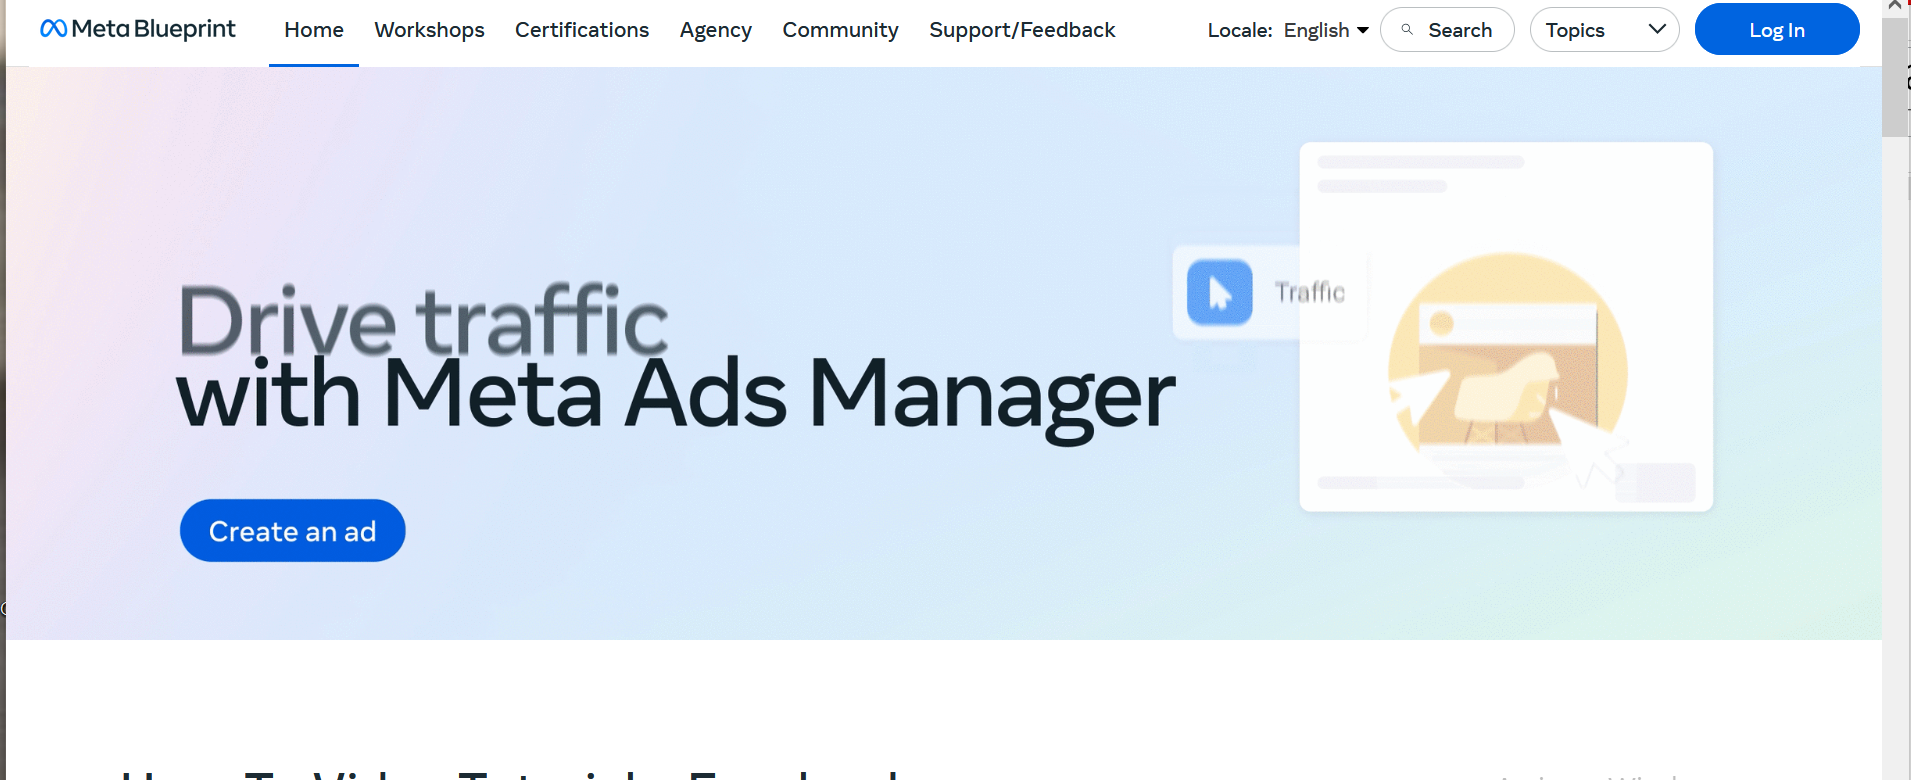 Meta Blueprint
Home Workshops Certifications Agency Community Support/Feedback
Locale: English Search Topics Log In
Drive traffic
with Meta Ads Manager
Traffic
Create an ad